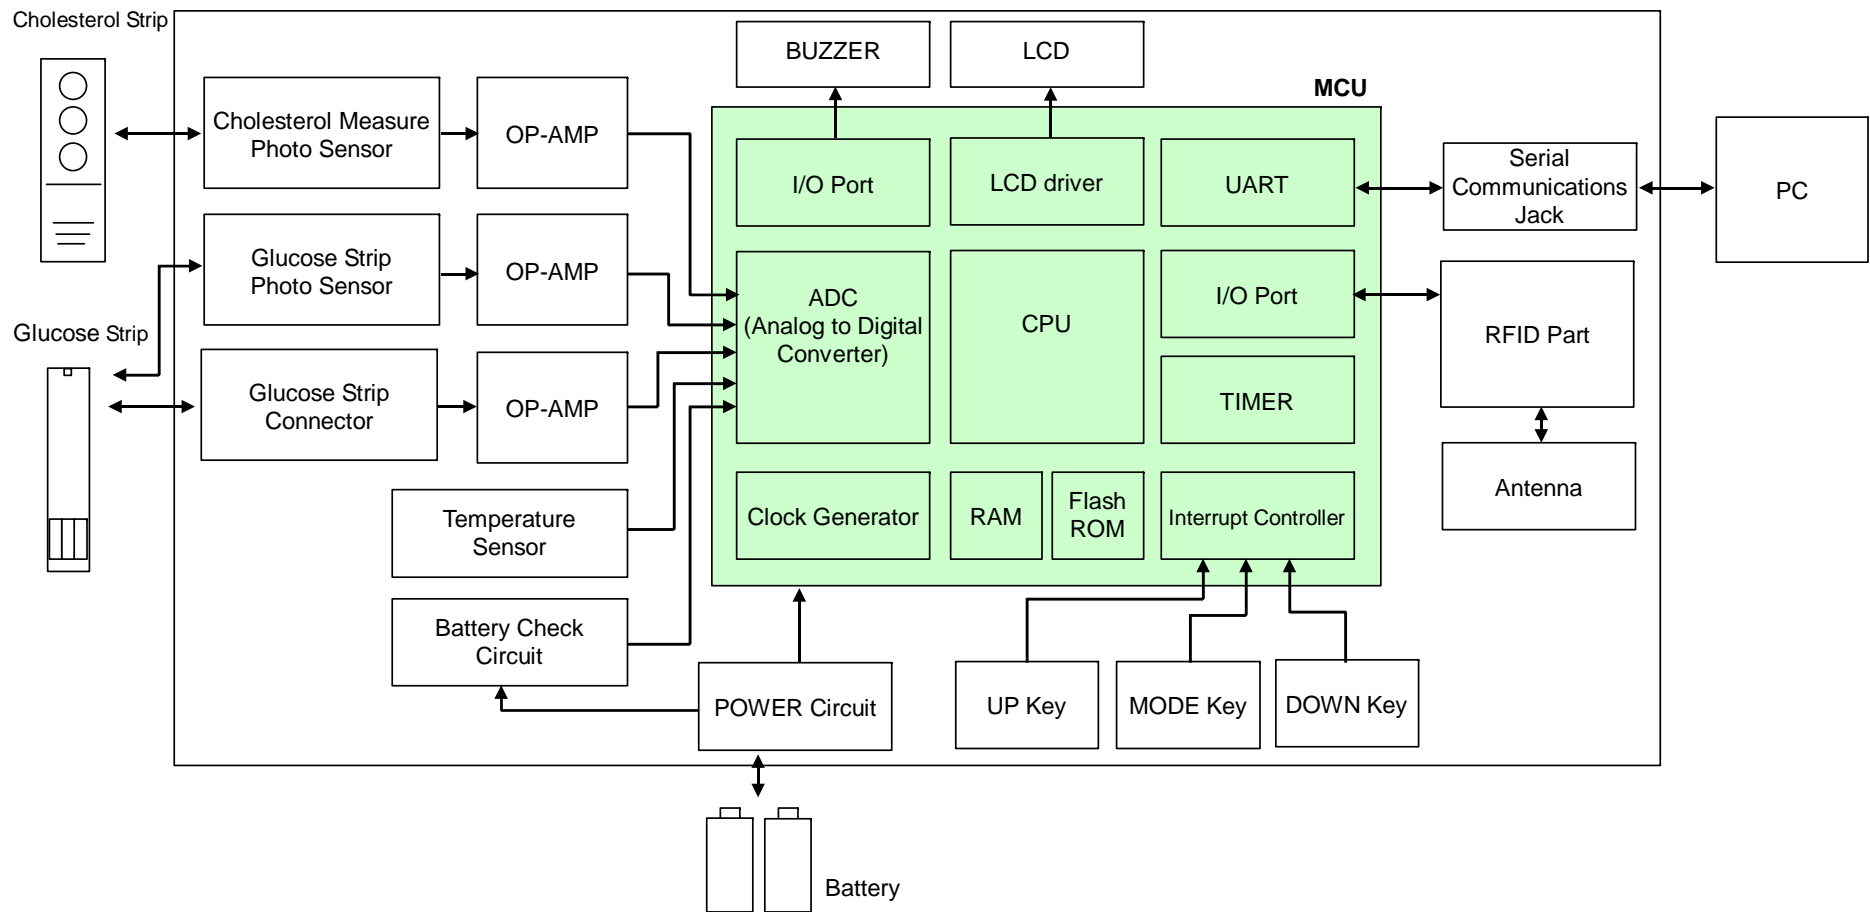 Cholesterol Strip
BUZZER
LCD
MCU
Cholesterol Measure
Photo Sensor
OP-AMP
I/O Port
LCD driver
UART
Serial
Communications
Jack
PC
Glucose Strip
Photo Sensor
OP-AMP
ADC
(Analog to Digital
Converter)
CPU
I/O Port
RFID Part
Glucose Strip
Glucose Strip
Connector
OP-AMP
TIMER
Antenna
Temperature
Sensor
Clock Generator
RAM
Flash
ROM
Interrupt Controller
Battery Check
Circuit
POWER Circuit
UP Key
MODE Key
DOWN Key
Battery